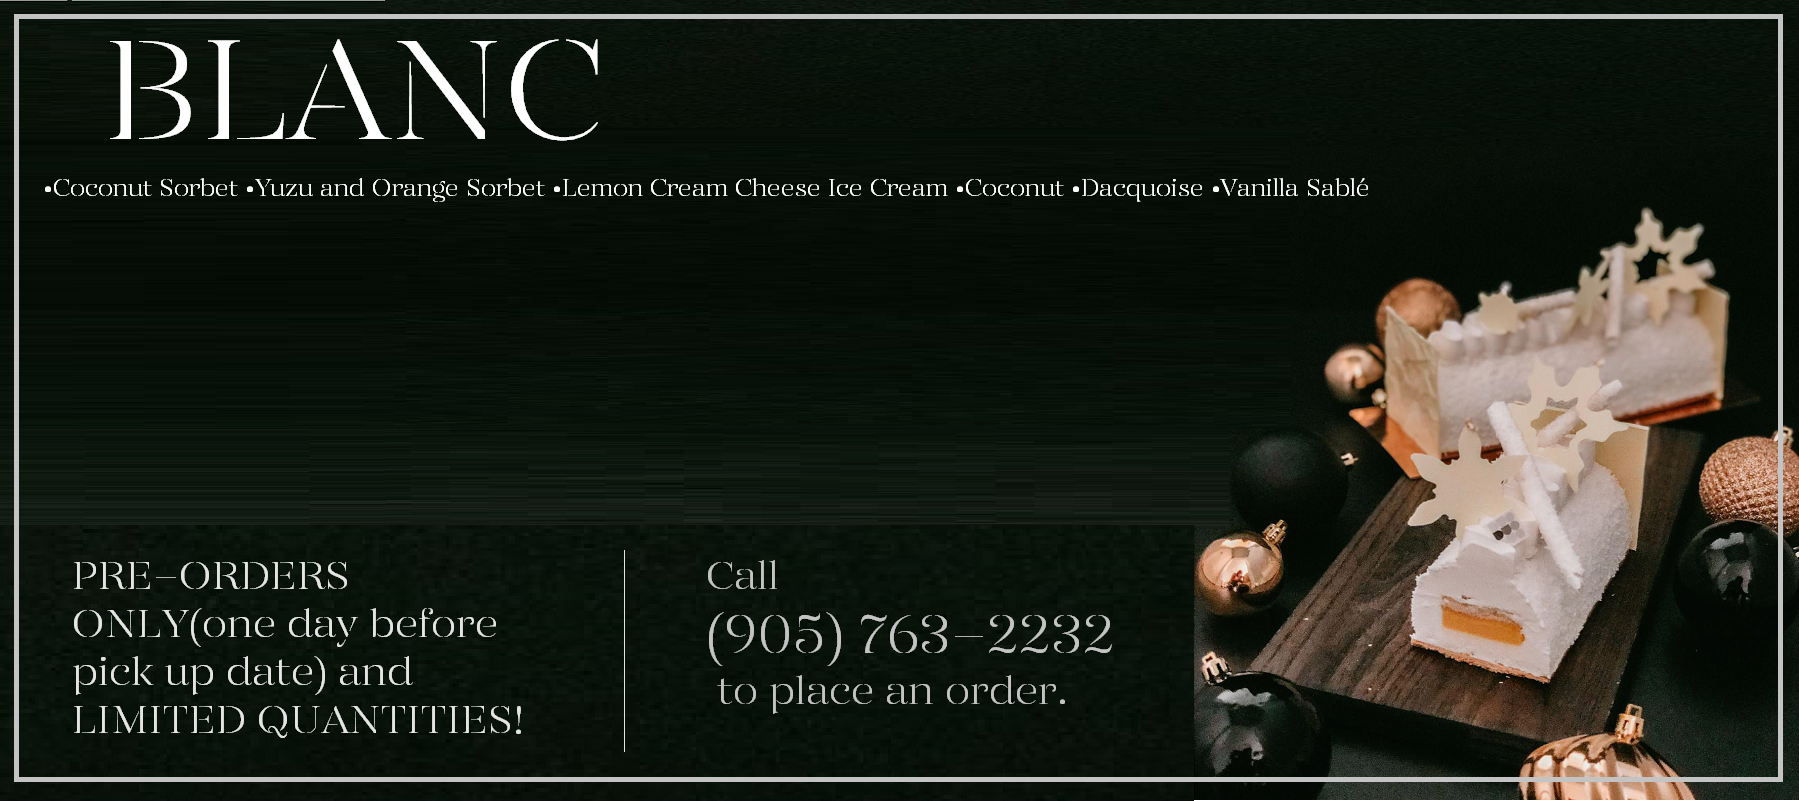 BLANC
•Coconut Sorbet •Yuzu and Orange Sorbet •Lemon Cream Cheese Ice Cream •Coconut •Dacquoise •Vanilla Sablé
PRE-ORDERS
ONLY(one day before
pick up date) and
LIMITED QUANTITIES!
Call
(905) 763-2232
to place an order.